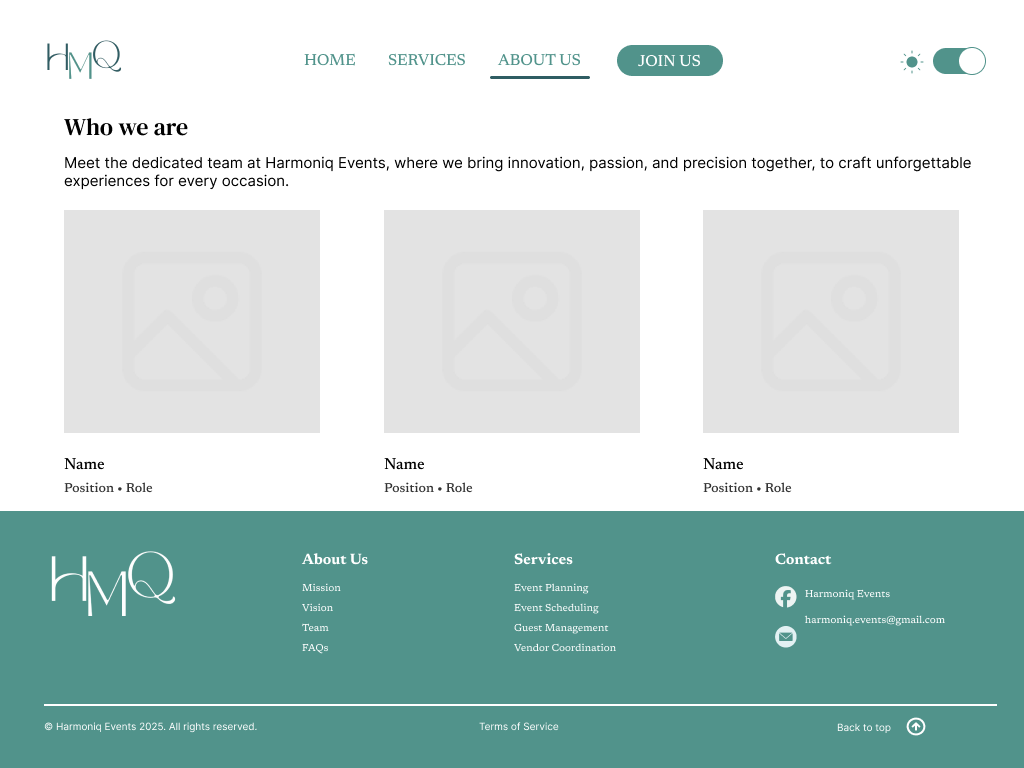 HMQ
HOME SERVICES ABOUT US JOIN US
Who we are
Meet the dedicated team at Harmoniq Events, where we bring innovation, passion, and precision together, to craft unforgettable
experiences for every occasion.
Name Name Name
Position • Role Position • Role Position • Role
HMQ
About Us
Mission
Vision
Team
FAQs
Services
Event Planning
Event Scheduling
Guest Management
Vendor Coordination
Contact
Harmoniq Events
harmoniq.events@gmail.com
© Harmoniq Events 2025. All rights reserved. Terms of Service Back to top